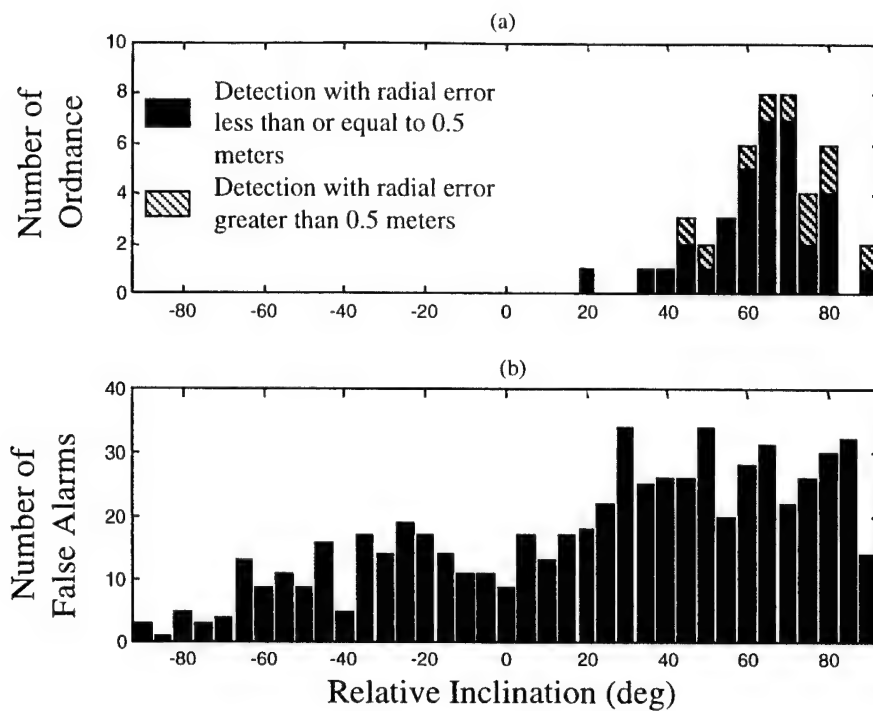 (a)
10
8
6
4
2
0
Number of
Ordnance
Detection with radial error
less than or equal to 0.5
meters
Detection with radial error
greater than 0.5 meters
-80 -60 -40 -20 0 20 40 60 80
(b)
40
30
20
10
0
Number of
False Alarms
-80 -60 -40 -20 0 20 40 60 80
Relative Inclination (deg)